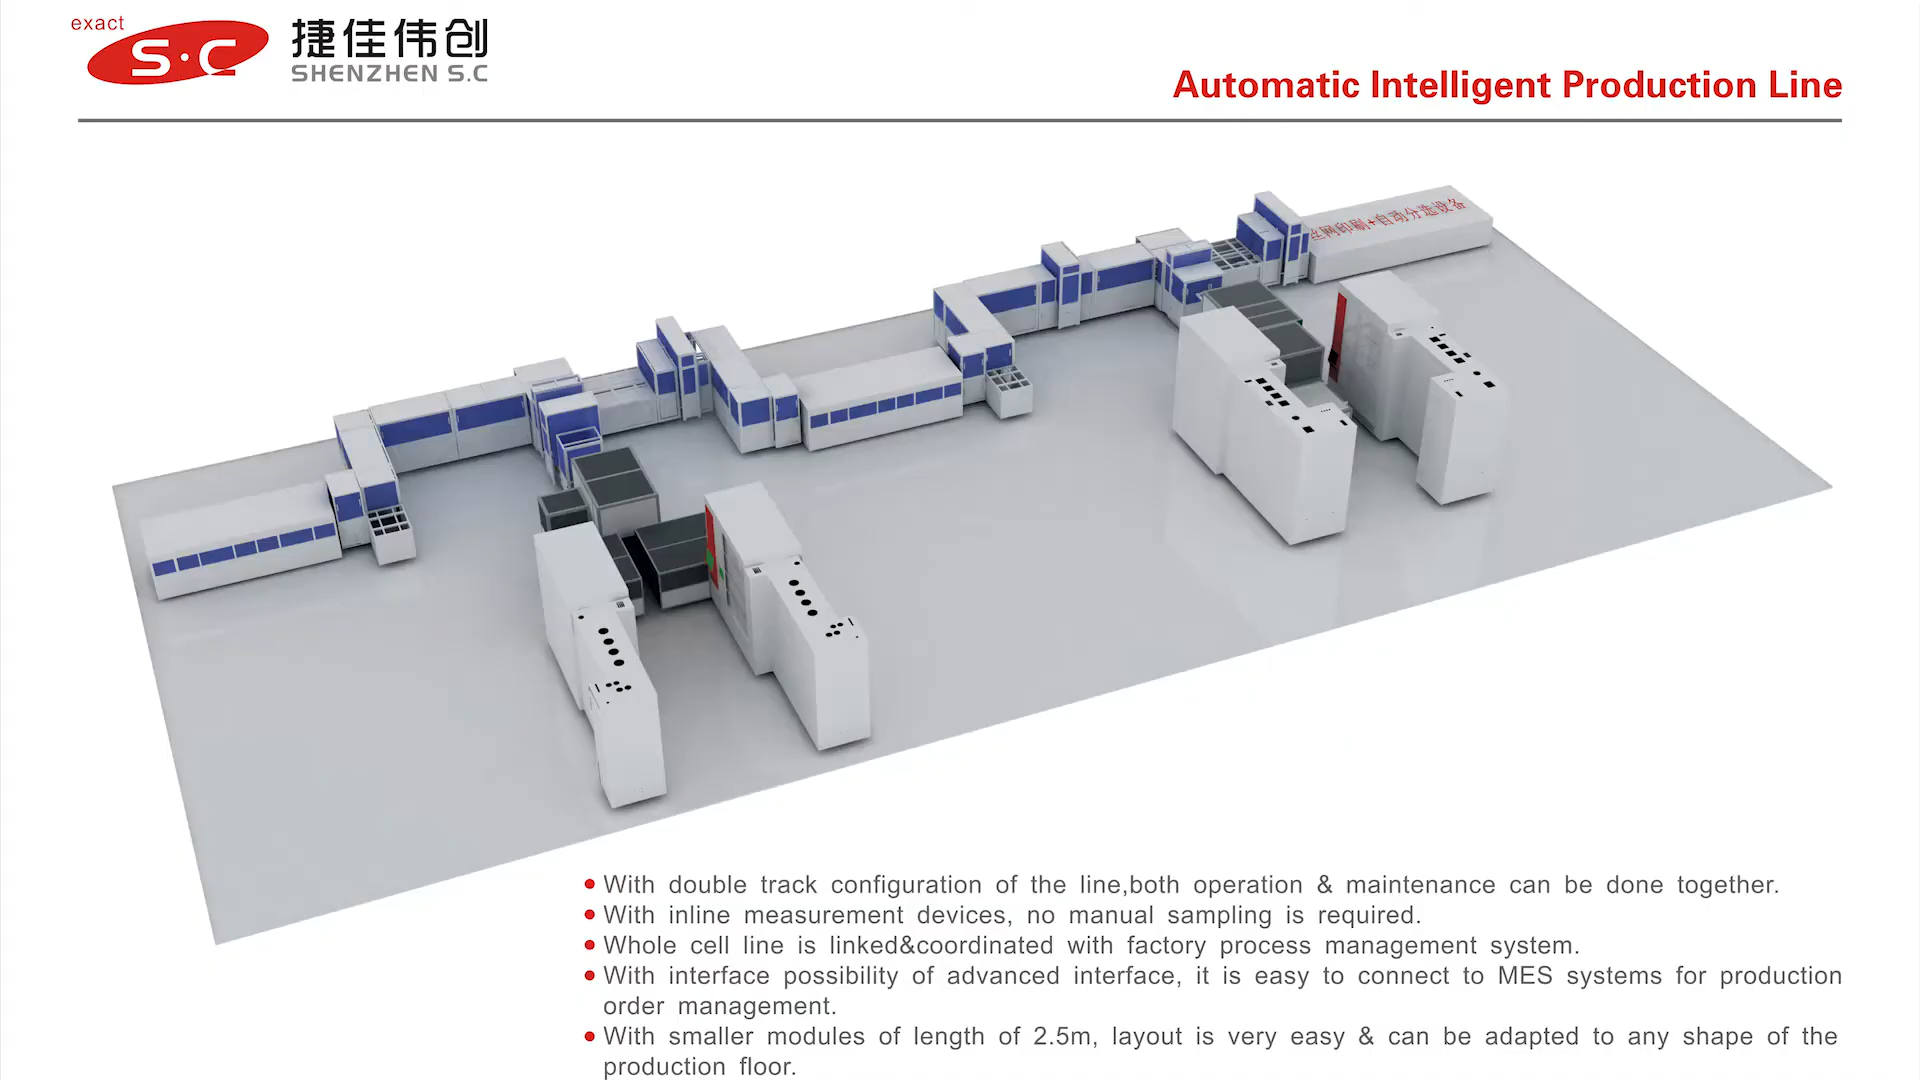 exact
S·C
捷佳伟创
SHENZHEN S.C
Automatic Intelligent Production Line
丝网印刷+自动分选设备
With double track configuration of the line,both operation & maintenance can be done together.
With inline measurement devices, no manual sampling is required.
Whole cell line is linked&coordinated with factory process management system.
With interface possibility of advanced interface, it is easy to connect to MES systems for production
order management.
With smaller modules of length of 2.5m, layout is very easy & can be adapted to any shape of the
production floor.